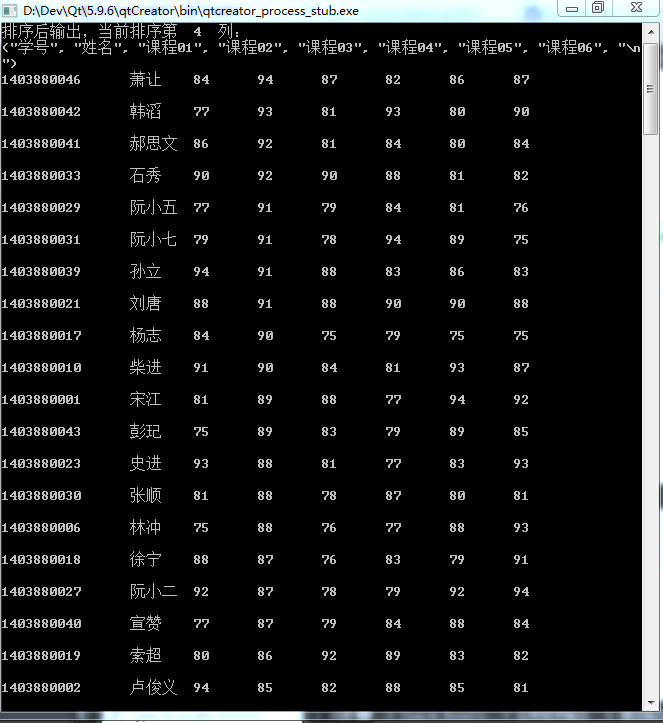 D:\Dev\Qt\5.9.6\qtCreator\bin\qtcreator_process_stub.exe
排序后输出，当前排序第  4  列：
("学号", "姓名", "课程01", "课程02", "课程03", "课程04", "课程05", "课程06", "\n
")
1403880046 萧让 84 94 87 82 86 87
1403880042 韩滔 77 93 81 93 80 90
1403880041 郝思文 86 92 81 84 80 84
1403880033 石秀 90 92 90 88 81 82
1403880029 阮小五 77 91 79 84 81 76
1403880031 阮小七 79 91 78 94 89 75
1403880039 孙立 94 91 88 83 86 83
1403880021 刘唐 88 91 88 90 90 88
1403880017 杨志 84 90 75 79 75 75
1403880010 柴进 91 90 84 81 93 87
1403880001 宋江 81 89 88 77 94 92
1403880043 彭玘 75 89 83 79 89 85
1403880023 史进 93 88 81 77 83 93
1403880030 张顺 81 88 78 87 80 81
1403880006 林冲 75 88 76 77 88 93
1403880018 徐宁 88 87 76 83 79 91
1403880027 阮小二 92 87 78 79 92 94
1403880040 宣赞 77 87 79 84 88 84
1403880019 索超 80 86 92 89 83 82
1403880002 卢俊义 94 85 82 88 85 81